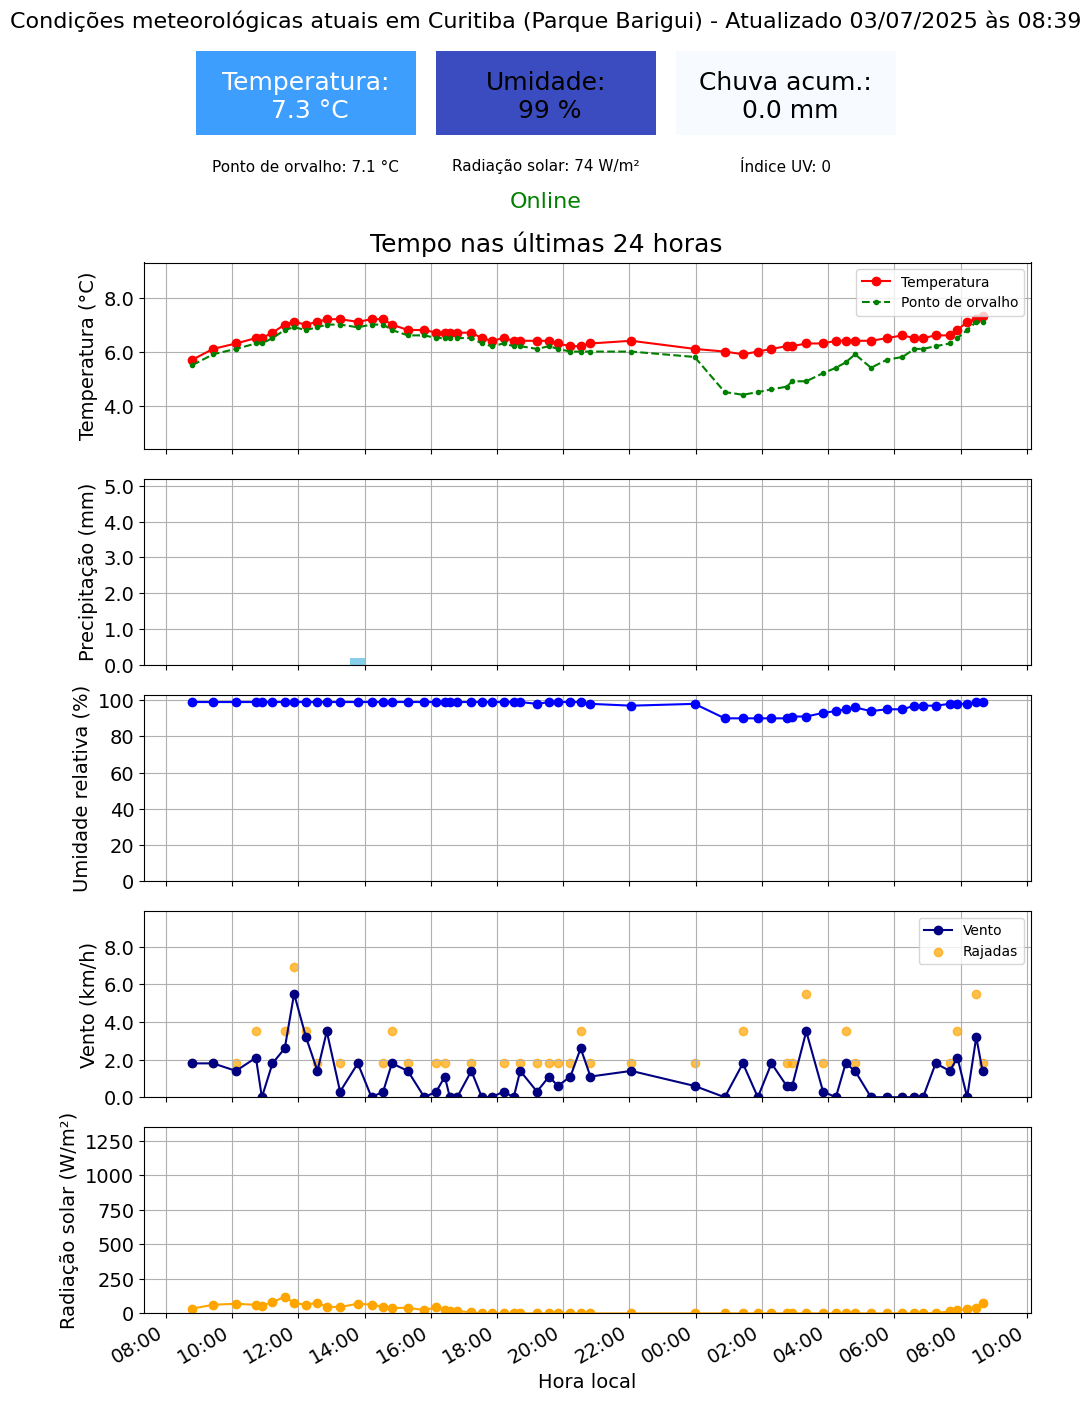 Condições meteorológicas atuais em Curitiba (Parque Barigui) - Atualizado 03/07/2025 às 08:39
Temperatura:
7.3 °C
Umidade:
99 %
Chuva acum.:
0.0 mm
Ponto de orvalho: 7.1 °C
Radiação solar: 74 W/m²
Índice UV: 0
Online
Tempo nas últimas 24 horas
Temperatura (°C)
8.0
6.0
4.0
Temperatura
Ponto de orvalho
Precipitação (mm)
5.0
4.0
3.0
2.0
1.0
0.0
Umidade relativa (%)
100
80
60
40
20
0
Vento (km/h)
8.0
6.0
4.0
2.0
0.0
Vento
Rajadas
Radiação solar (W/m²)
1250
1000
750
500
250
0
08:00
10:00
12:00
14:00
16:00
18:00
20:00
22:00
00:00
02:00
04:00
06:00
08:00
10:00
Hora local